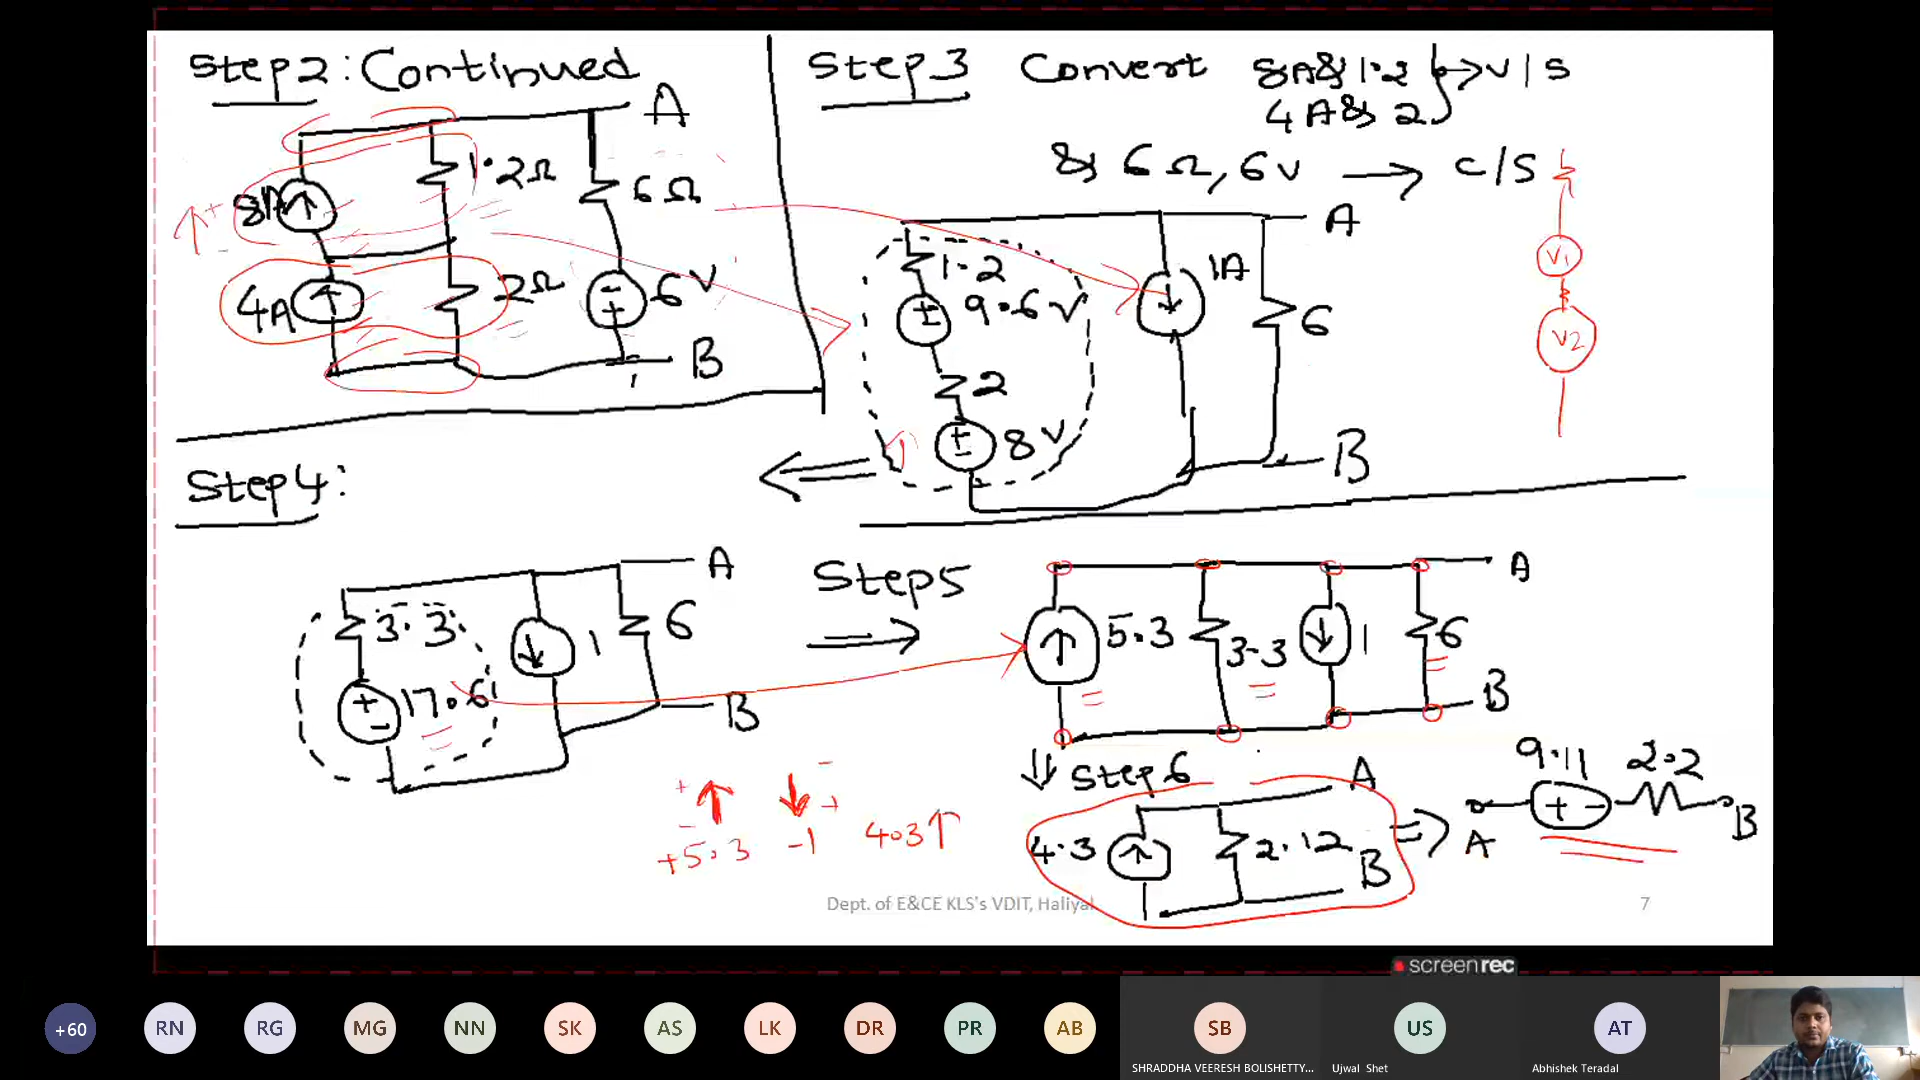 Step2: Continued
A
8A
1.2Ω
6Ω
4A
2Ω
6V
B
Step3 Convert 8A& 1.2 → V/S
4A& 2
& 6Ω, 6V → C/S
A
1.2
9.6V
1A
6
2
8V
B
V1
V2
Step4:
A
3.3
1
6
17.6
B
Step5
A
5.3
3.3
1
6
B
+
-
+5.3
-
+
-1
4.3↑
Step6
A
4.3
2.12
B
9.11 2.2
A
B
Dept. of E&CE KLS's VDIT, Haliyal
7
screenrec
+60
RN
RG
MG
NN
SK
AS
LK
DR
PR
AB
SB
US
AT
SHRADDHA VEERESH BOLISHETTY...
Ujwal Shet
Abhishek Teradal